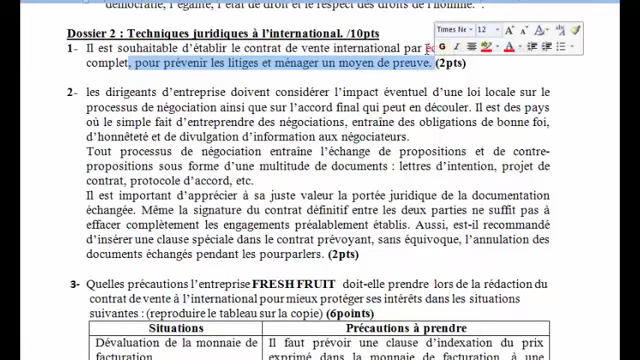 démocratie, l'égalité, l'état de droit et le respect des droits de l'homme.
Dossier 2 : Techniques juridiques à l'international. /10pts
1- Il est souhaitable d'établir le contrat de vente international par
Times Ne 12
G I
complet, pour prévenir les litiges et ménager un moyen de preuve. (2pts)
2- les dirigeants d'entreprise doivent considérer l'impact éventuel d'une loi locale sur le
processus de négociation ainsi que sur l'accord final qui peut en découler. Il est des pays
où le simple fait d'entreprendre des négociations, entraîne des obligations de bonne foi,
d'honnêteté et de divulgation d'information aux négociateurs.
Tout processus de négociation entraîne l'échange de propositions et de contre-
propositions sous forme d'une multitude de documents : lettres d'intention, projet de
contrat, protocole d'accord, etc.
Il est important d'apprécier à sa juste valeur la portée juridique de la documentation
échangée. Même la signature du contrat définitif entre les deux parties ne suffit pas à
effacer complètement les engagements préalablement établis. Aussi, est-il recommandé
d'insérer une clause spéciale dans le contrat prévoyant, sans équivoque, l'annulation des
documents échangés pendant les pourparlers. (2pts)
3- Quelles précautions l'entreprise FRESH FRUIT doit-elle prendre lors de la rédaction du
contrat de vente à l'international pour mieux protéger ses intérêts dans les situations
suivantes : (reproduire le tableau sur la copie) (6points)
Situations Précautions à prendre
Dévaluation de la monnaie de Il faut prévoir une clause d'indexation du prix
facturation exprimé dans la monnaie de facturation, à une